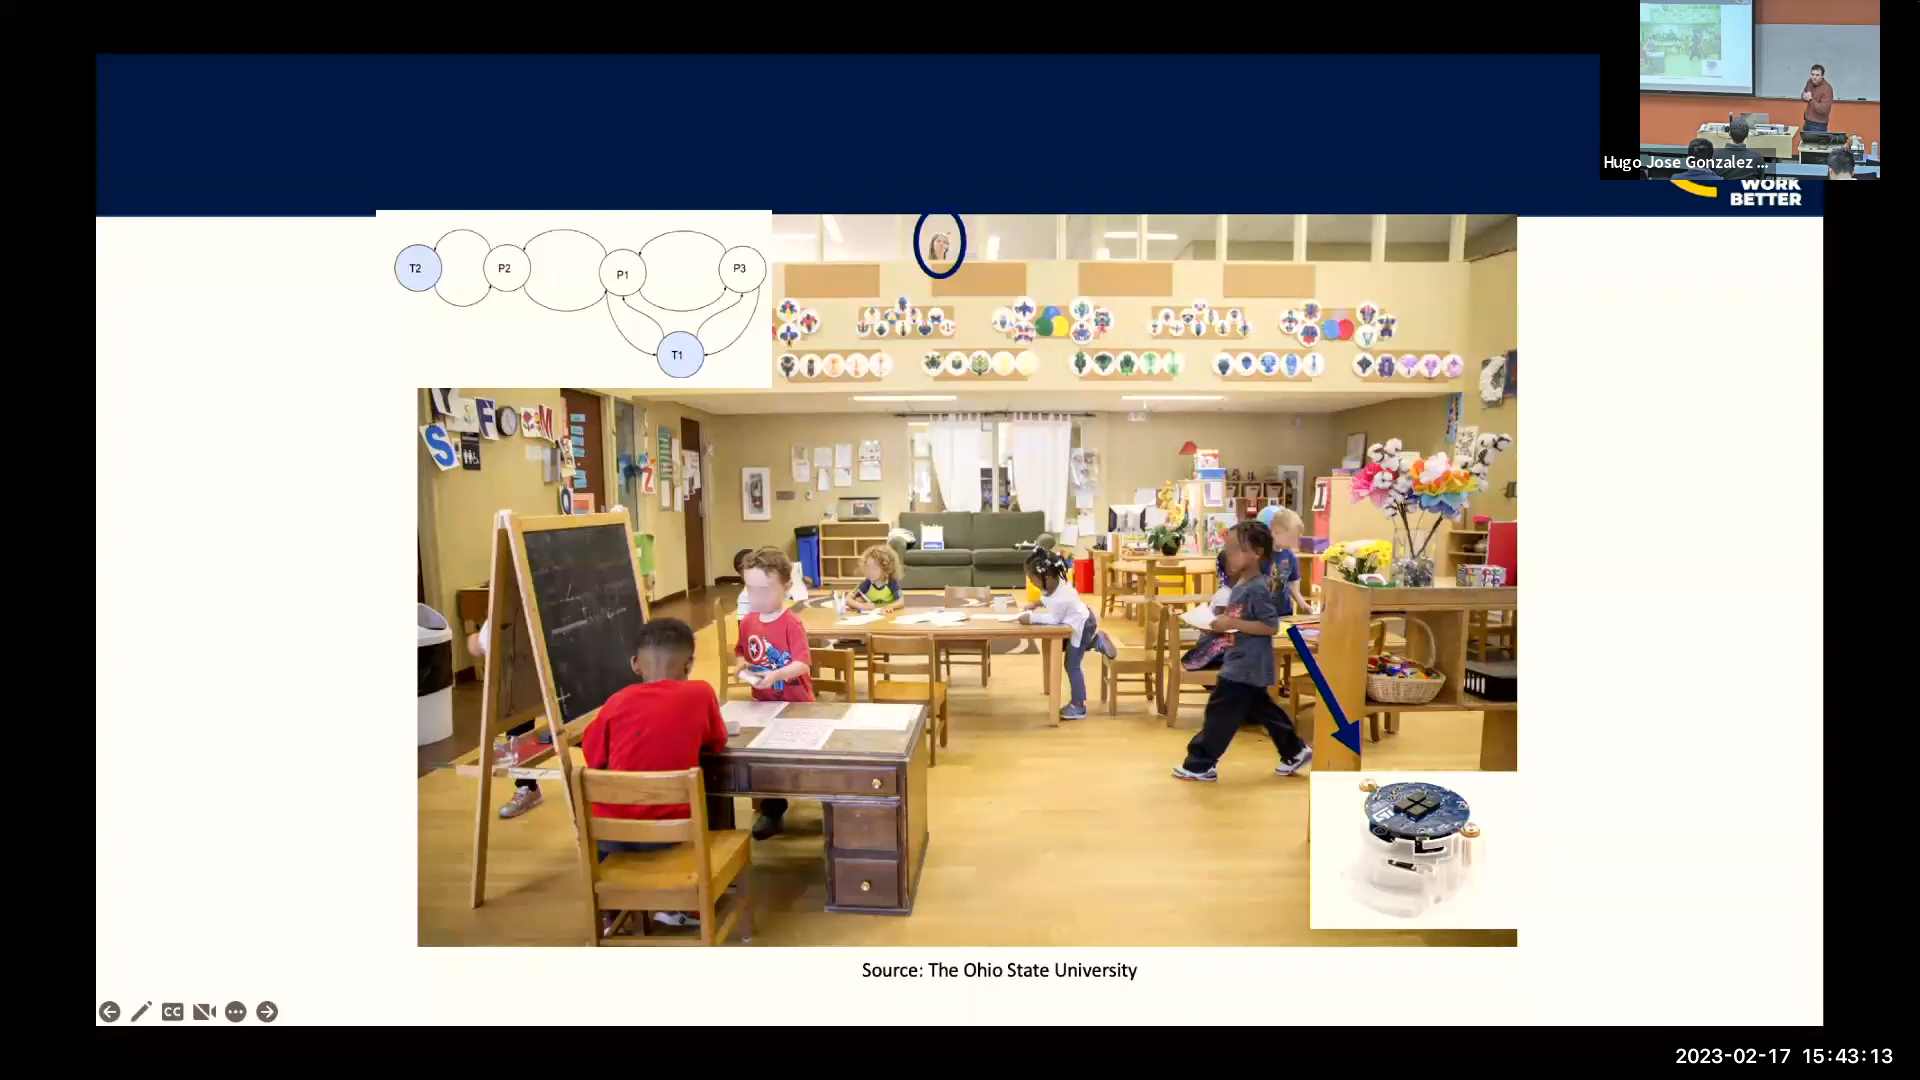 Hugo Jose Gonzalez ...
WORK
BETTER
T2
P2
P1
P3
T1
S
F
M
Source: The Ohio State University
CC
2023-02-17 15:43:13